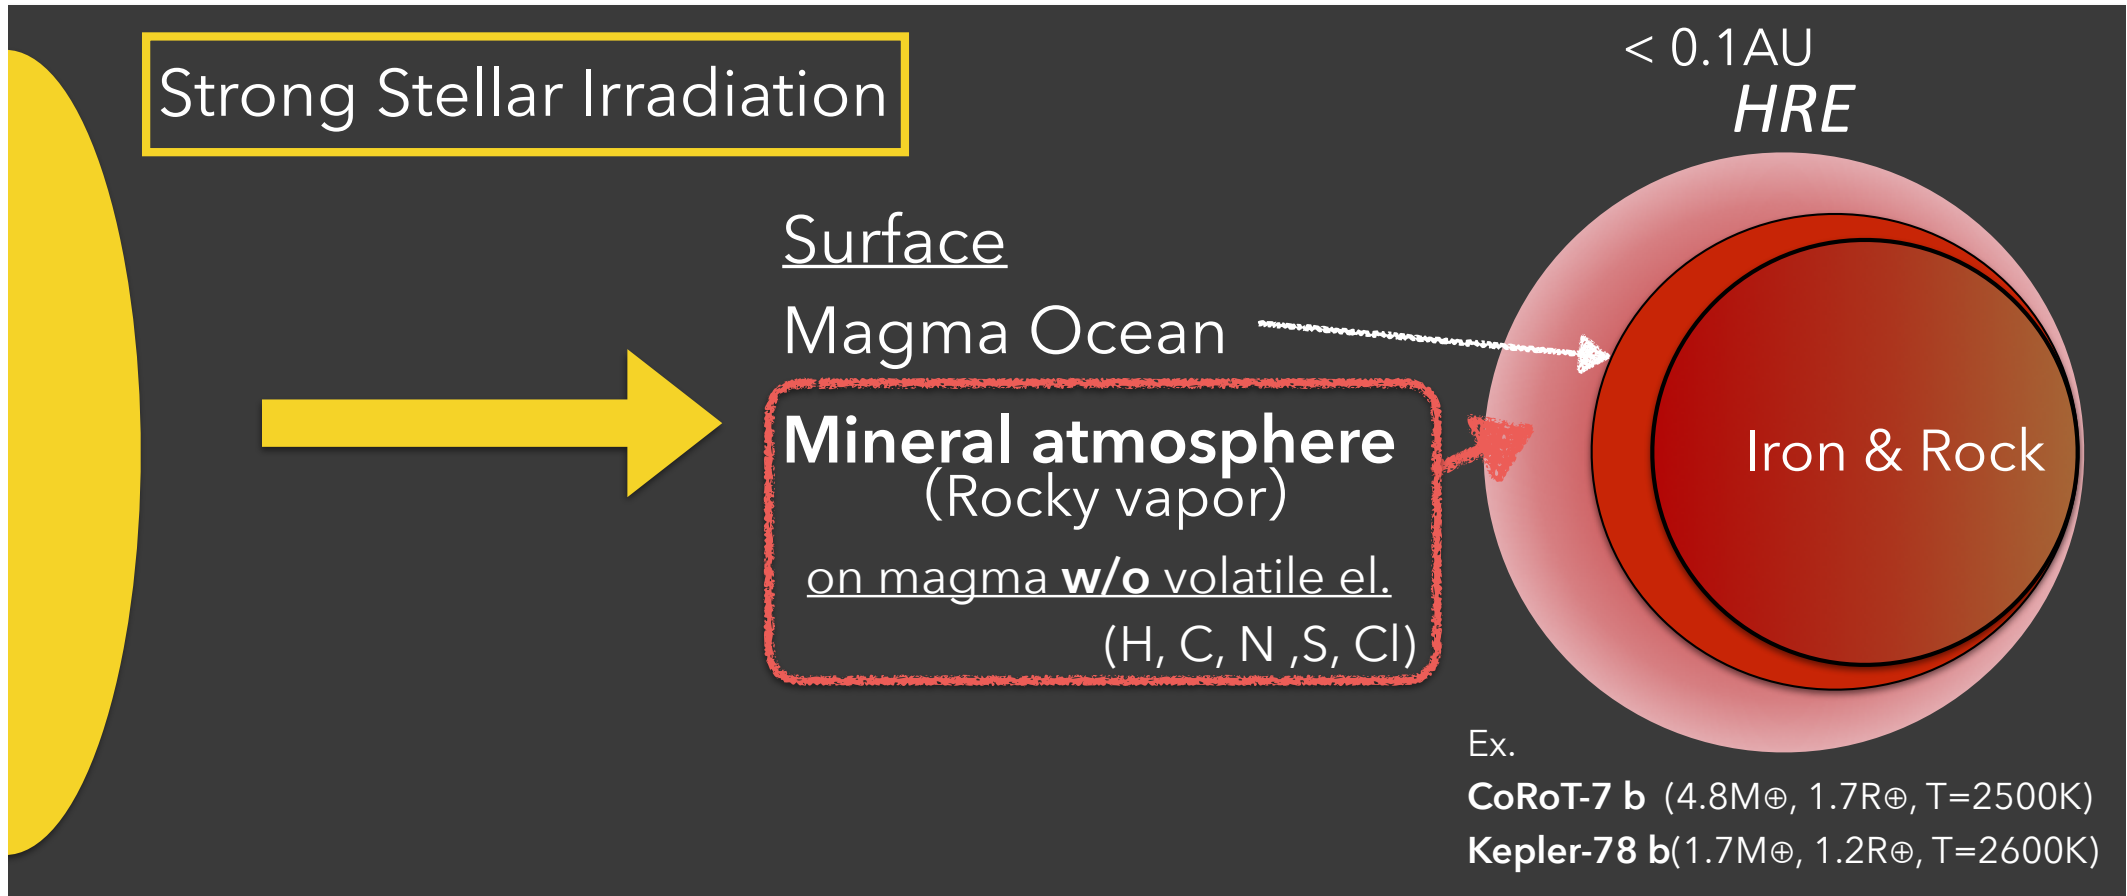 Strong Stellar Irradiation
< 0.1AU
HRE
Surface
Magma Ocean
Mineral atmosphere
(Rocky vapor)
on magma w/o volatile el.
(H, C, N ,S, Cl)
Iron & Rock
Ex.
CoRoT-7 b (4.8M⊕, 1.7R⊕, T=2500K)
Kepler-78 b(1.7M⊕, 1.2R⊕, T=2600K)